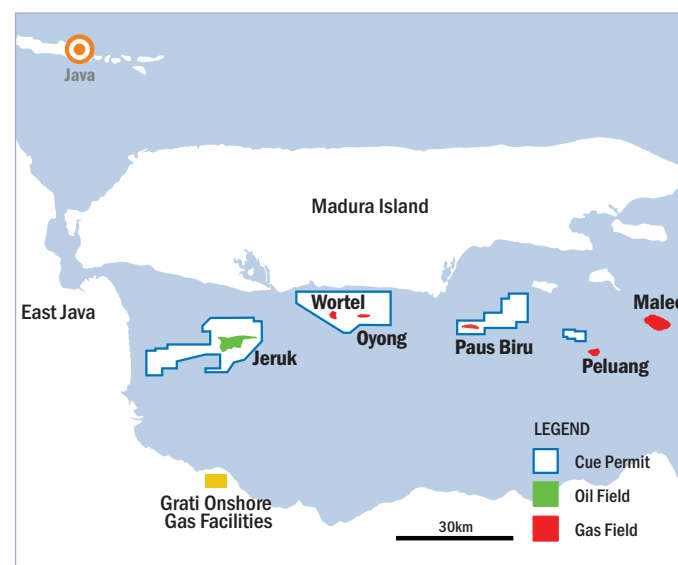 Java
Madura Island
East Java
Wortel
Oyong
Jeruk
Paus Biru
Peluang
LEGEND
Cue Permit
Oil Field
Gas Field
Grati Onshore
Gas Facilities
30km